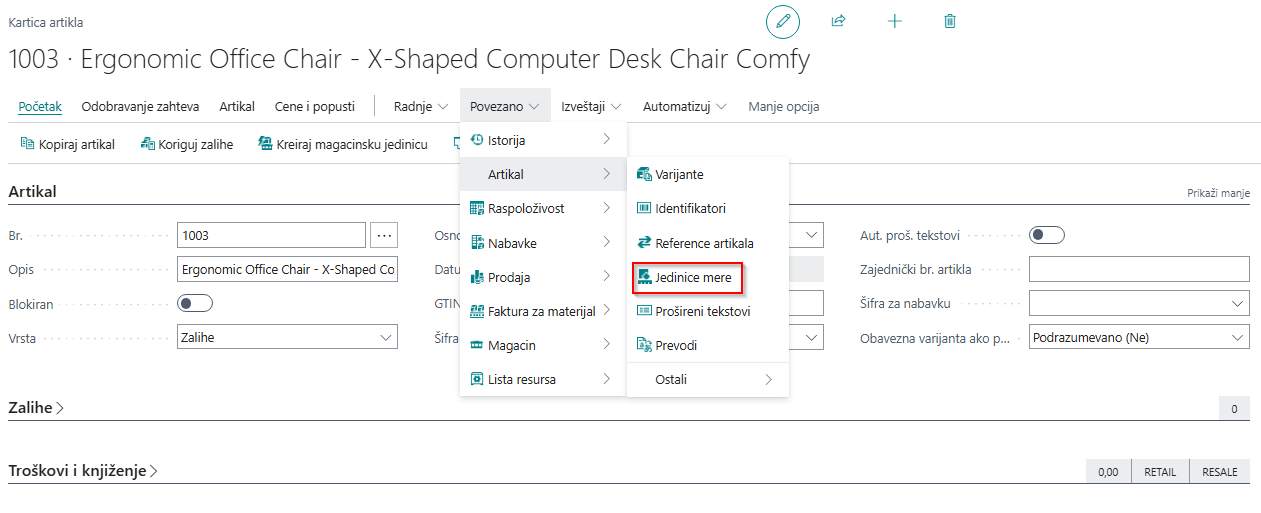 Kartica artikla
1003 · Ergonomic Office Chair - X-Shaped Computer Desk Chair Comfy
Početak Odobravanje zahteva Artikal Cene i popusti Radnje Povezano Izveštaji Automatizuj Manje opcija
Kopiraj artikal Koriguj zalihe Kreiraj magacinsku jedinicu
Istorija
Artikal
Raspoloživost
Nabavke
Prodaja
Faktura za materijal
Magacin
Lista resursa
Varijante
Identifikatori
Reference artikala
Jedinice mere
Prošireni tekstovi
Prevodi
Ostali
Artikal Prikaži manje
Br. 1003 ...
Opis Ergonomic Office Chair - X-Shaped Co
Blokiran
Vrsta Zalihe
Osno
Datu
GTIN
Šifra
Aut. proš. tekstovi
Zajednički br. artikla
Šifra za nabavku
Obavezna varijanta ako p... Podrazumevano (Ne)
Zalihe 0
Troškovi i knjiženje 0,00 RETAIL RESALE